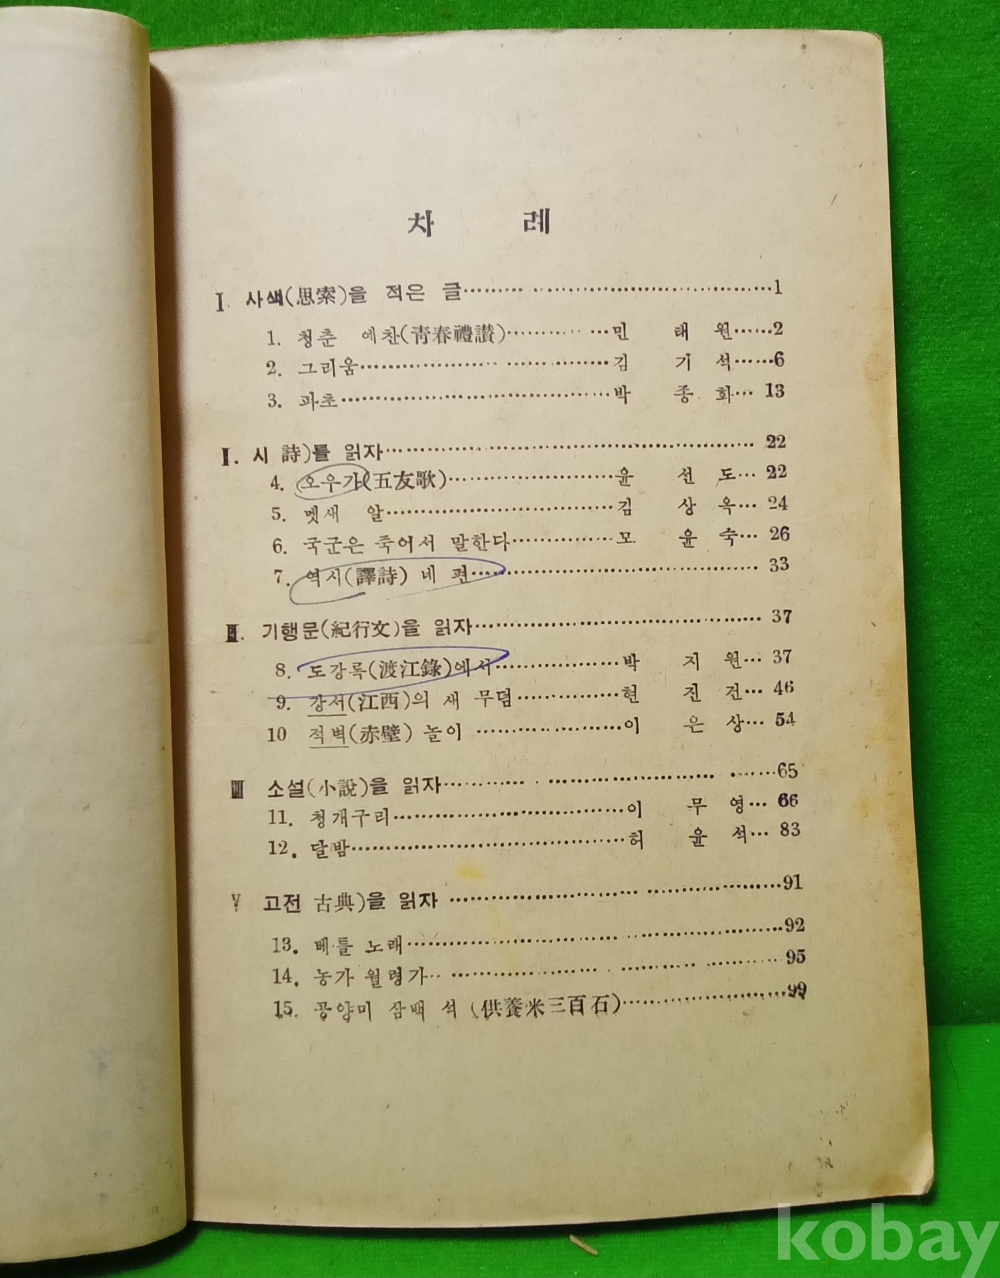 차 례
Ⅰ. 사색(思索)을 적은 글……………………………1
1. 청춘 예찬(靑春禮讚)……………민 태 원……2
2. 그리움……………………………김 기 석……6
3. 파초………………………………박 종 화… 13
Ⅱ. 시 詩)를 읽자…………………………………… 22
4. 오우가(五友歌)…………………윤 선 도… 22
5. 멧새 알……………………………김 상 옥… 24
6. 국군은 죽어서 말한다……………모 윤 숙… 26
7. 역시(譯詩) 네 편……………………………… 33
Ⅲ. 기행문(紀行文)을 읽자………………………… 37
8. 도강록(渡江錄)에서………………박 지 원… 37
9. 강서(江西)의 새 무덤……………현 진 건… 46
10 적벽(赤壁) 놀이 …………………이 은 상… 54
Ⅲ 소설(小說)을 읽자………………………………65
11. 청개구리……………………………이 무 영… 66
12. 달밤…………………………………허 윤 석… 83
Ⅴ 고전 古典)을 읽자 ………………………………91
13. 베틀 노래…………………………………………92
14. 농가 월령가………………………………………95
15. 공양미 삼백 석 (供養米三百石)………………99
kobay